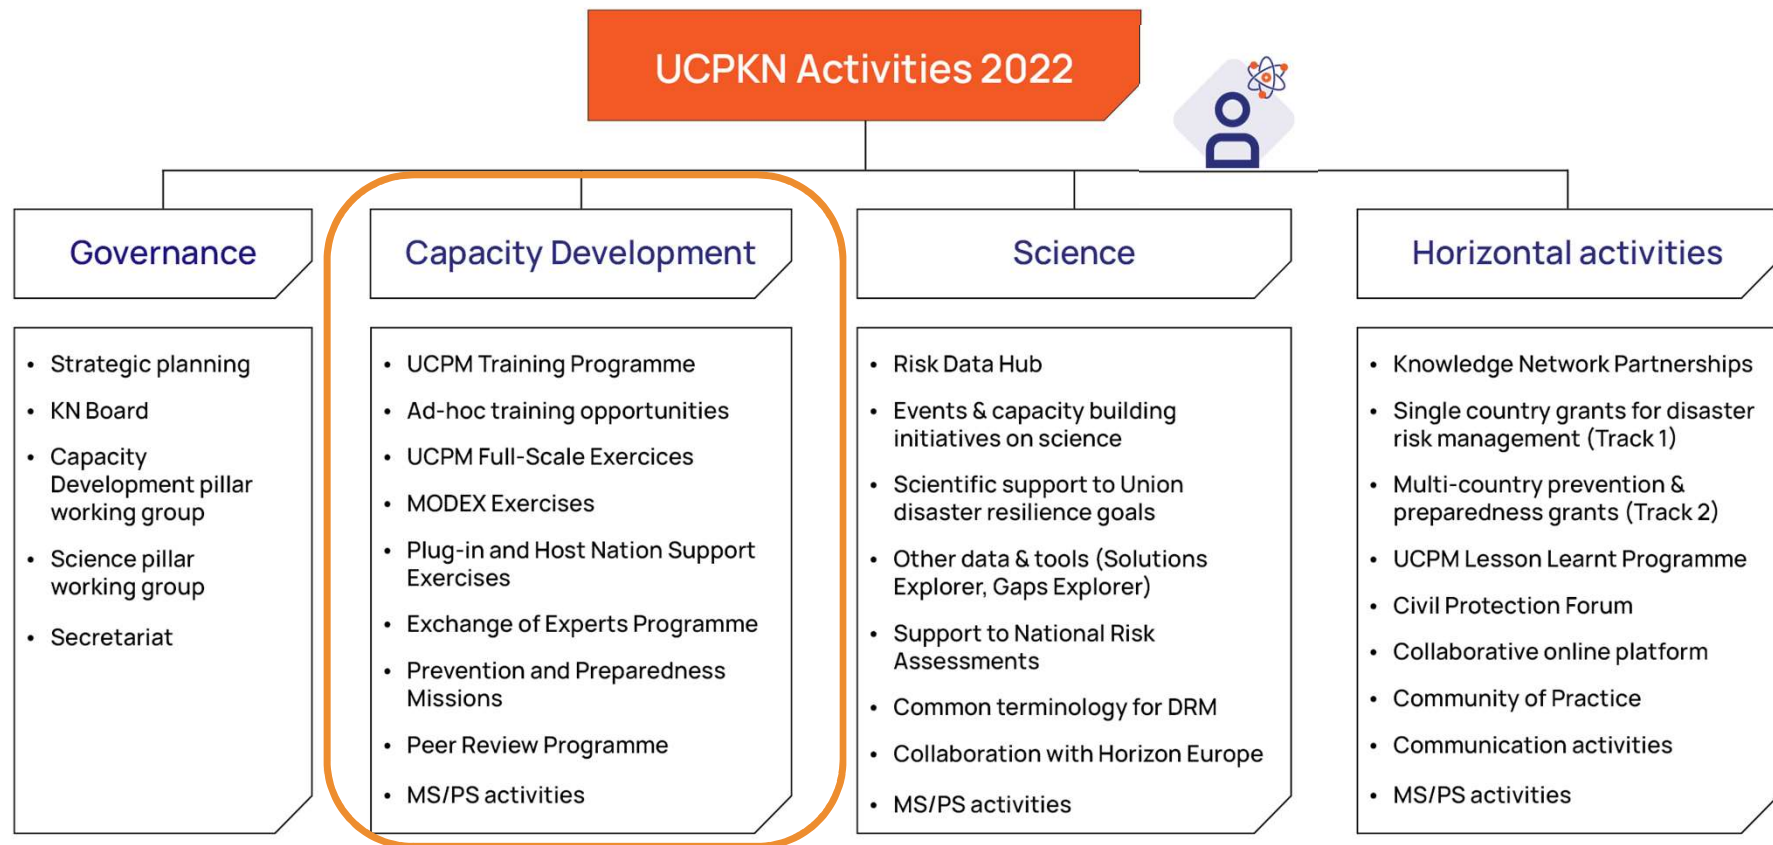 UCPKN Activities 2022
Governance
• Strategic planning
• KN Board
• Capacity
Development pillar
working group
• Science pillar
working group
• Secretariat
Capacity Development
• UCPM Training Programme
• Ad-hoc training opportunities
• UCPM Full-Scale Exercices
• MODEX Exercises
• Plug-in and Host Nation Support
Exercises
• Exchange of Experts Programme
• Prevention and Preparedness
Missions
• Peer Review Programme
• MS/PS activities
Science
• Risk Data Hub
• Events & capacity building
initiatives on science
• Scientific support to Union
disaster resilience goals
• Other data & tools (Solutions
Explorer, Gaps Explorer)
• Support to National Risk
Assessments
• Common terminology for DRM
• Collaboration with Horizon Europe
• MS/PS activities
Horizontal activities
• Knowledge Network Partnerships
• Single country grants for disaster
risk management (Track 1)
• Multi-country prevention &
preparedness grants (Track 2)
• UCPM Lesson Learnt Programme
• Civil Protection Forum
• Collaborative online platform
• Community of Practice
• Communication activities
• MS/PS activities